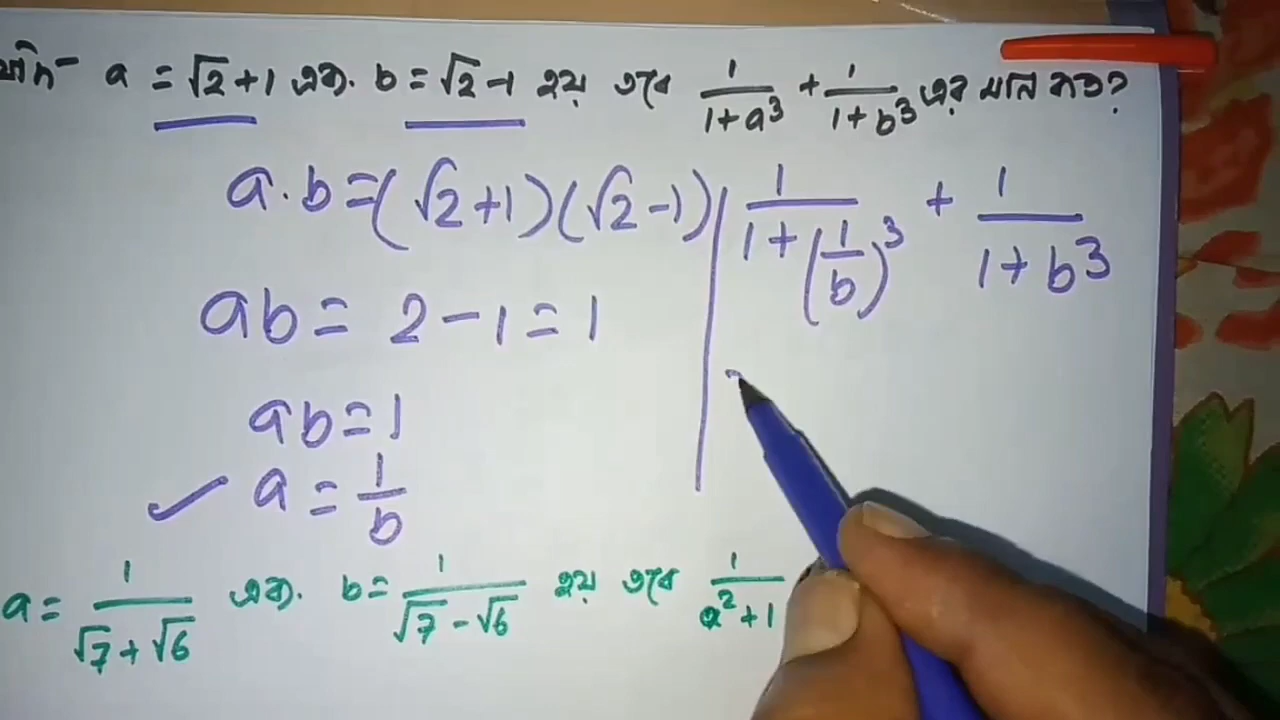 যদি a = √2+1 এবং b = √2-1 হয় তবে 1/(1+a³) + 1/(1+b³) এর মান কত?
a.b = (√2+1)(√2-1)
ab = 2-1 = 1
ab = 1
✓ a = 1/b
1/(1+(1/b)³) + 1/(1+b³)
a = 1/(√7+√6) এবং b = 1/(√7-√6) হয় তবে 1/(a²+1)